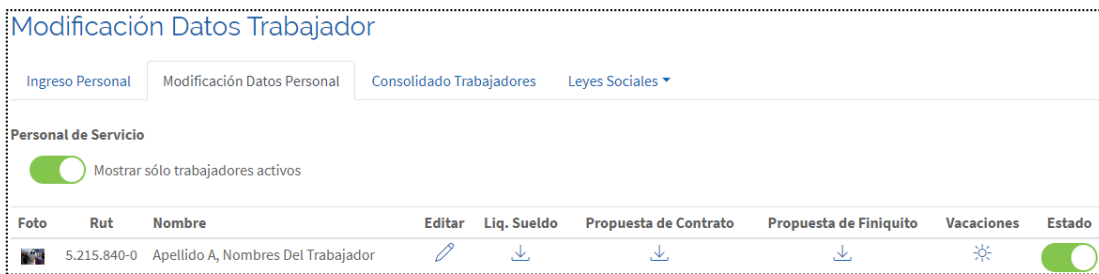 Modificación Datos Trabajador
Ingreso Personal Modificación Datos Personal Consolidado Trabajadores Leyes Sociales
Personal de Servicio
Mostrar sólo trabajadores activos
Foto Rut Nombre Editar Liq. Sueldo Propuesta de Contrato Propuesta de Finiquito Vacaciones Estado
5.215.840-0 Apellido A, Nombres Del Trabajador